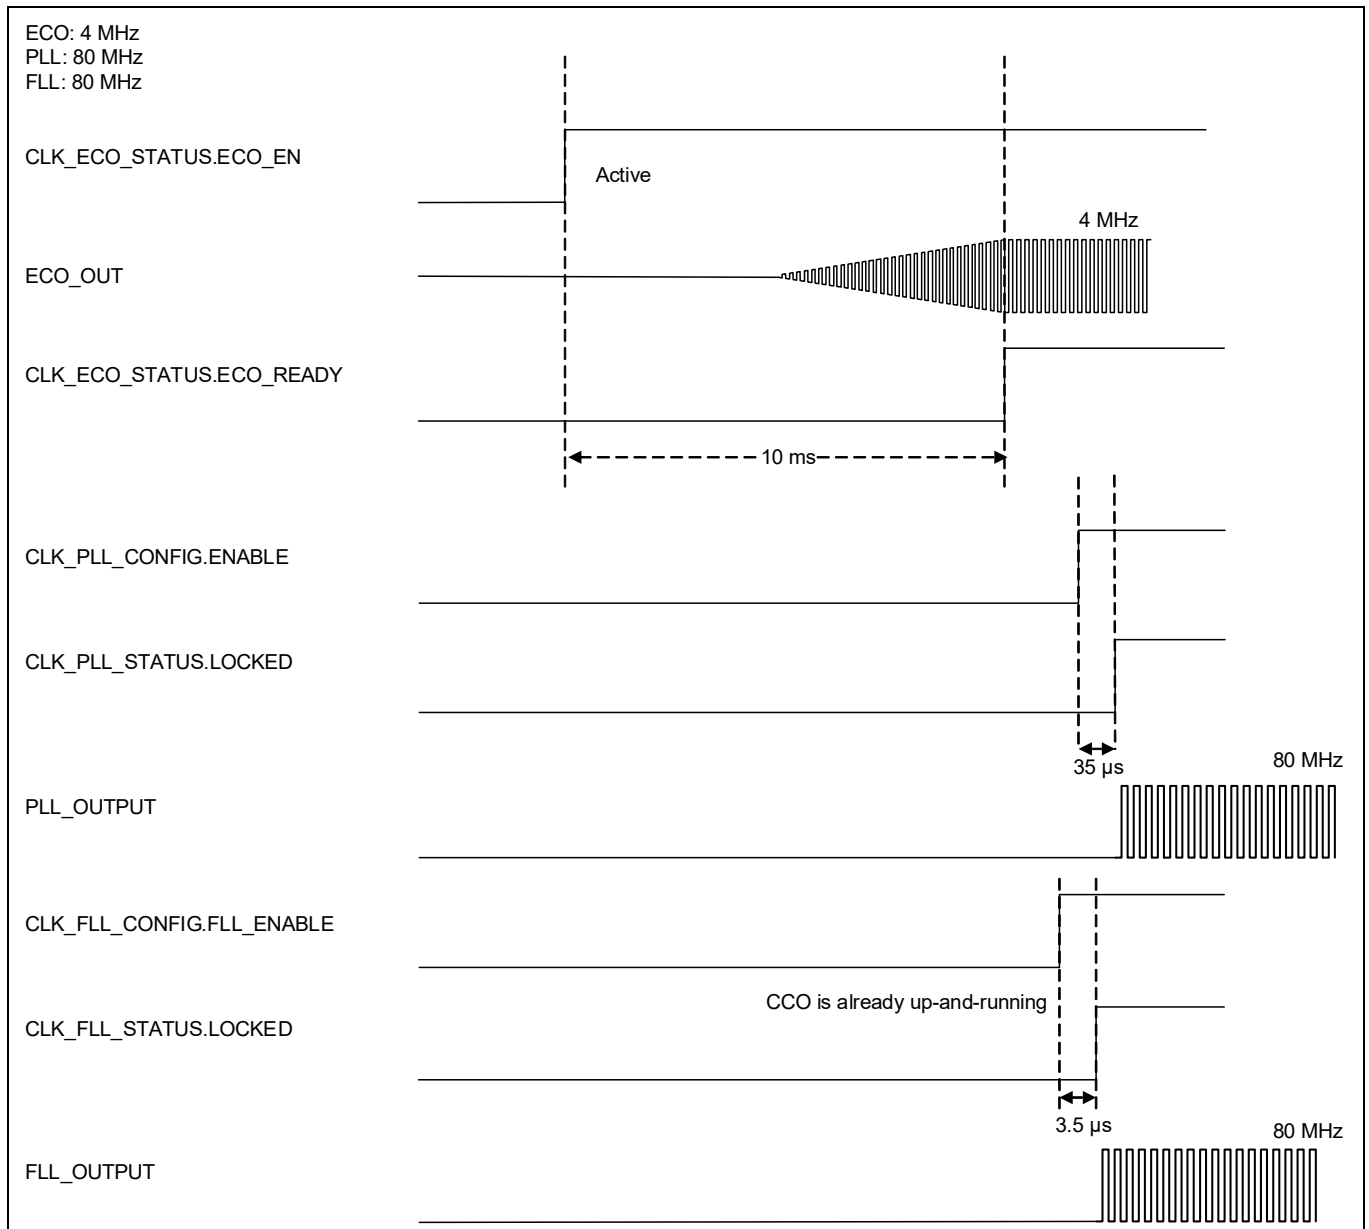 ECO: 4 MHz
PLL: 80 MHz
FLL: 80 MHz
CLK_ECO_STATUS.ECO_EN
Active
4 MHz
ECO_OUT
CLK_ECO_STATUS.ECO_READY
10 ms
CLK_PLL_CONFIG.ENABLE
CLK_PLL_STATUS.LOCKED
35 µs
80 MHz
PLL_OUTPUT
CLK_FLL_CONFIG.FLL_ENABLE
CCO is already up-and-running
CLK_FLL_STATUS.LOCKED
3.5 µs
80 MHz
FLL_OUTPUT